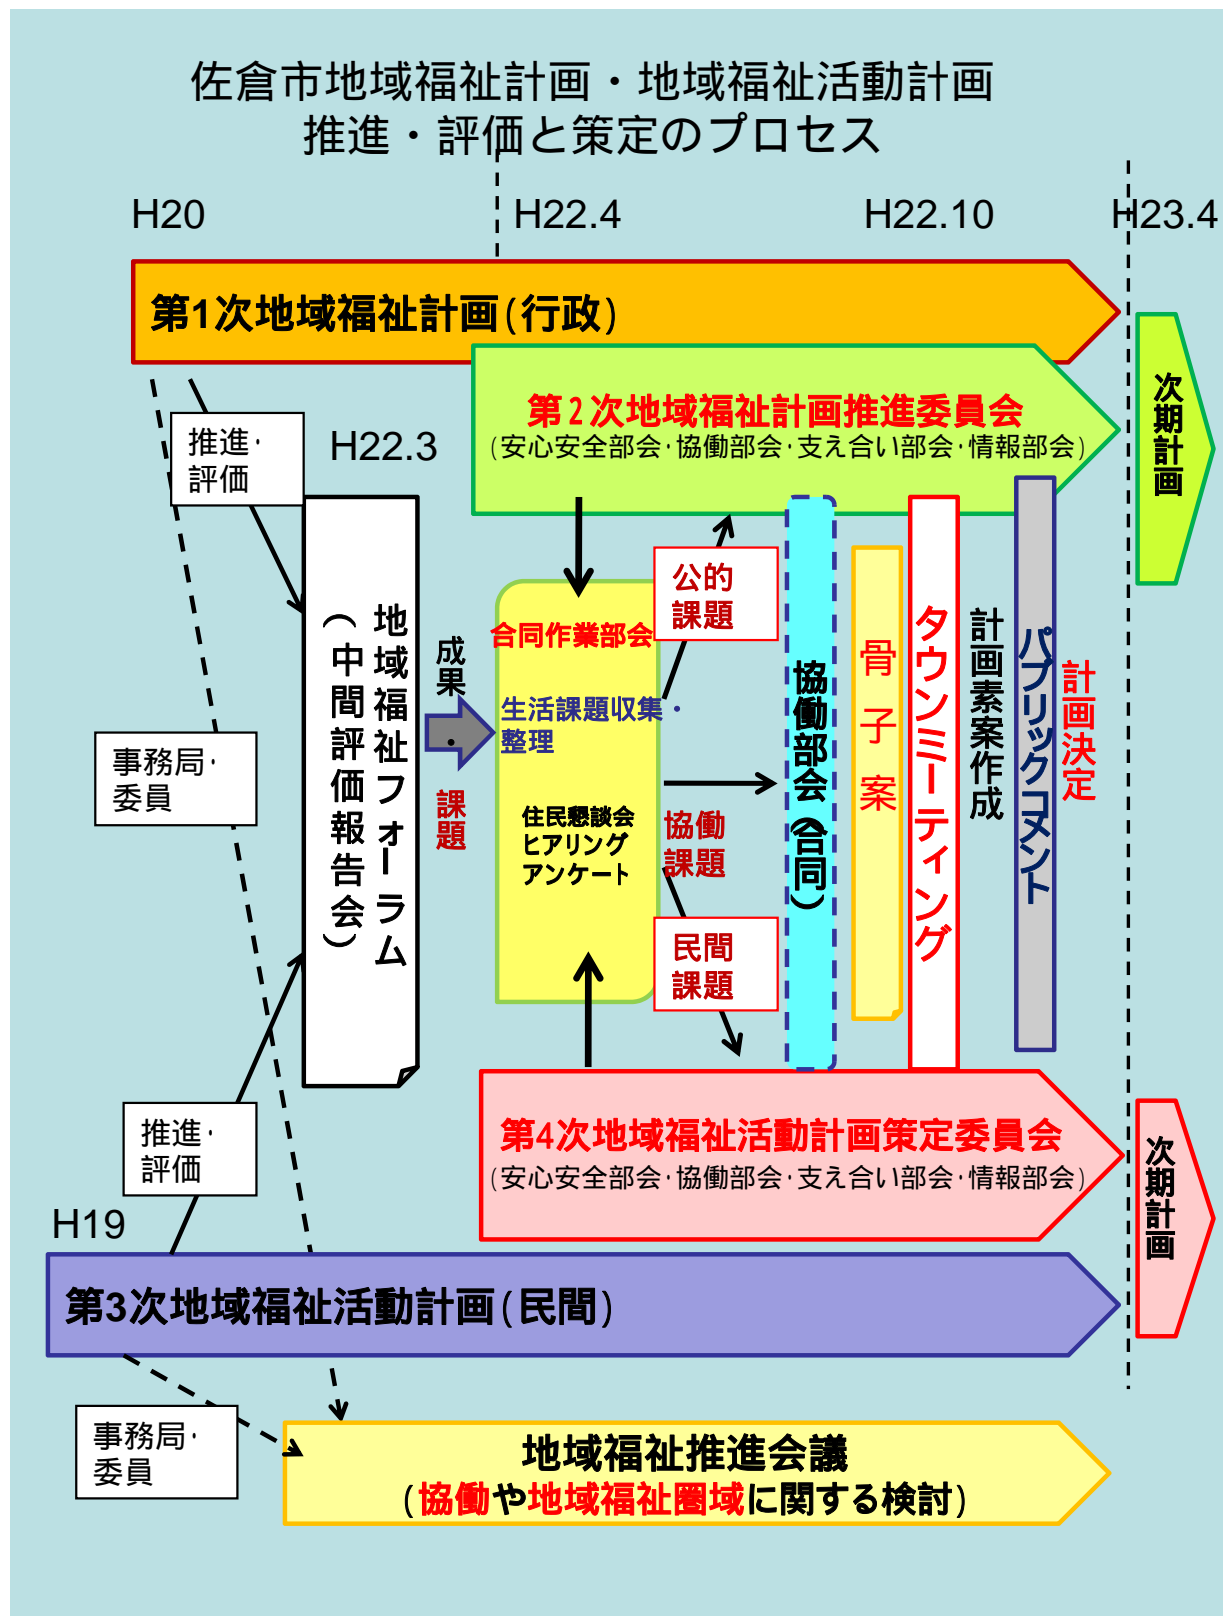 佐倉市地域福祉計画・地域福祉活動計画
推進・評価と策定のプロセス
H20
H22.4
H22.10
H23.4
第1次地域福祉計画(行政)
第2次地域福祉計画推進委員会
(安心安全部会・協働部会・支え合い部会・情報部会)
次期計画
推進・
評価
H22.3
地域福祉フォーラム
(中間評価報告会)
成果・
課題
合同作業部会
生活課題収集・
整理
住民懇談会
ヒアリング
アンケート
公的
課題
協働
課題
民間
課題
協働部会(合同)
骨子案
タウンミーティング
計画素案作成
パブリックコメント
計画決定
事務局・
委員
推進・
評価
第4次地域福祉活動計画策定委員会
(安心安全部会・協働部会・支え合い部会・情報部会)
次期計画
H19
第3次地域福祉活動計画(民間)
事務局・
委員
地域福祉推進会議
(協働や地域福祉圏域に関する検討)